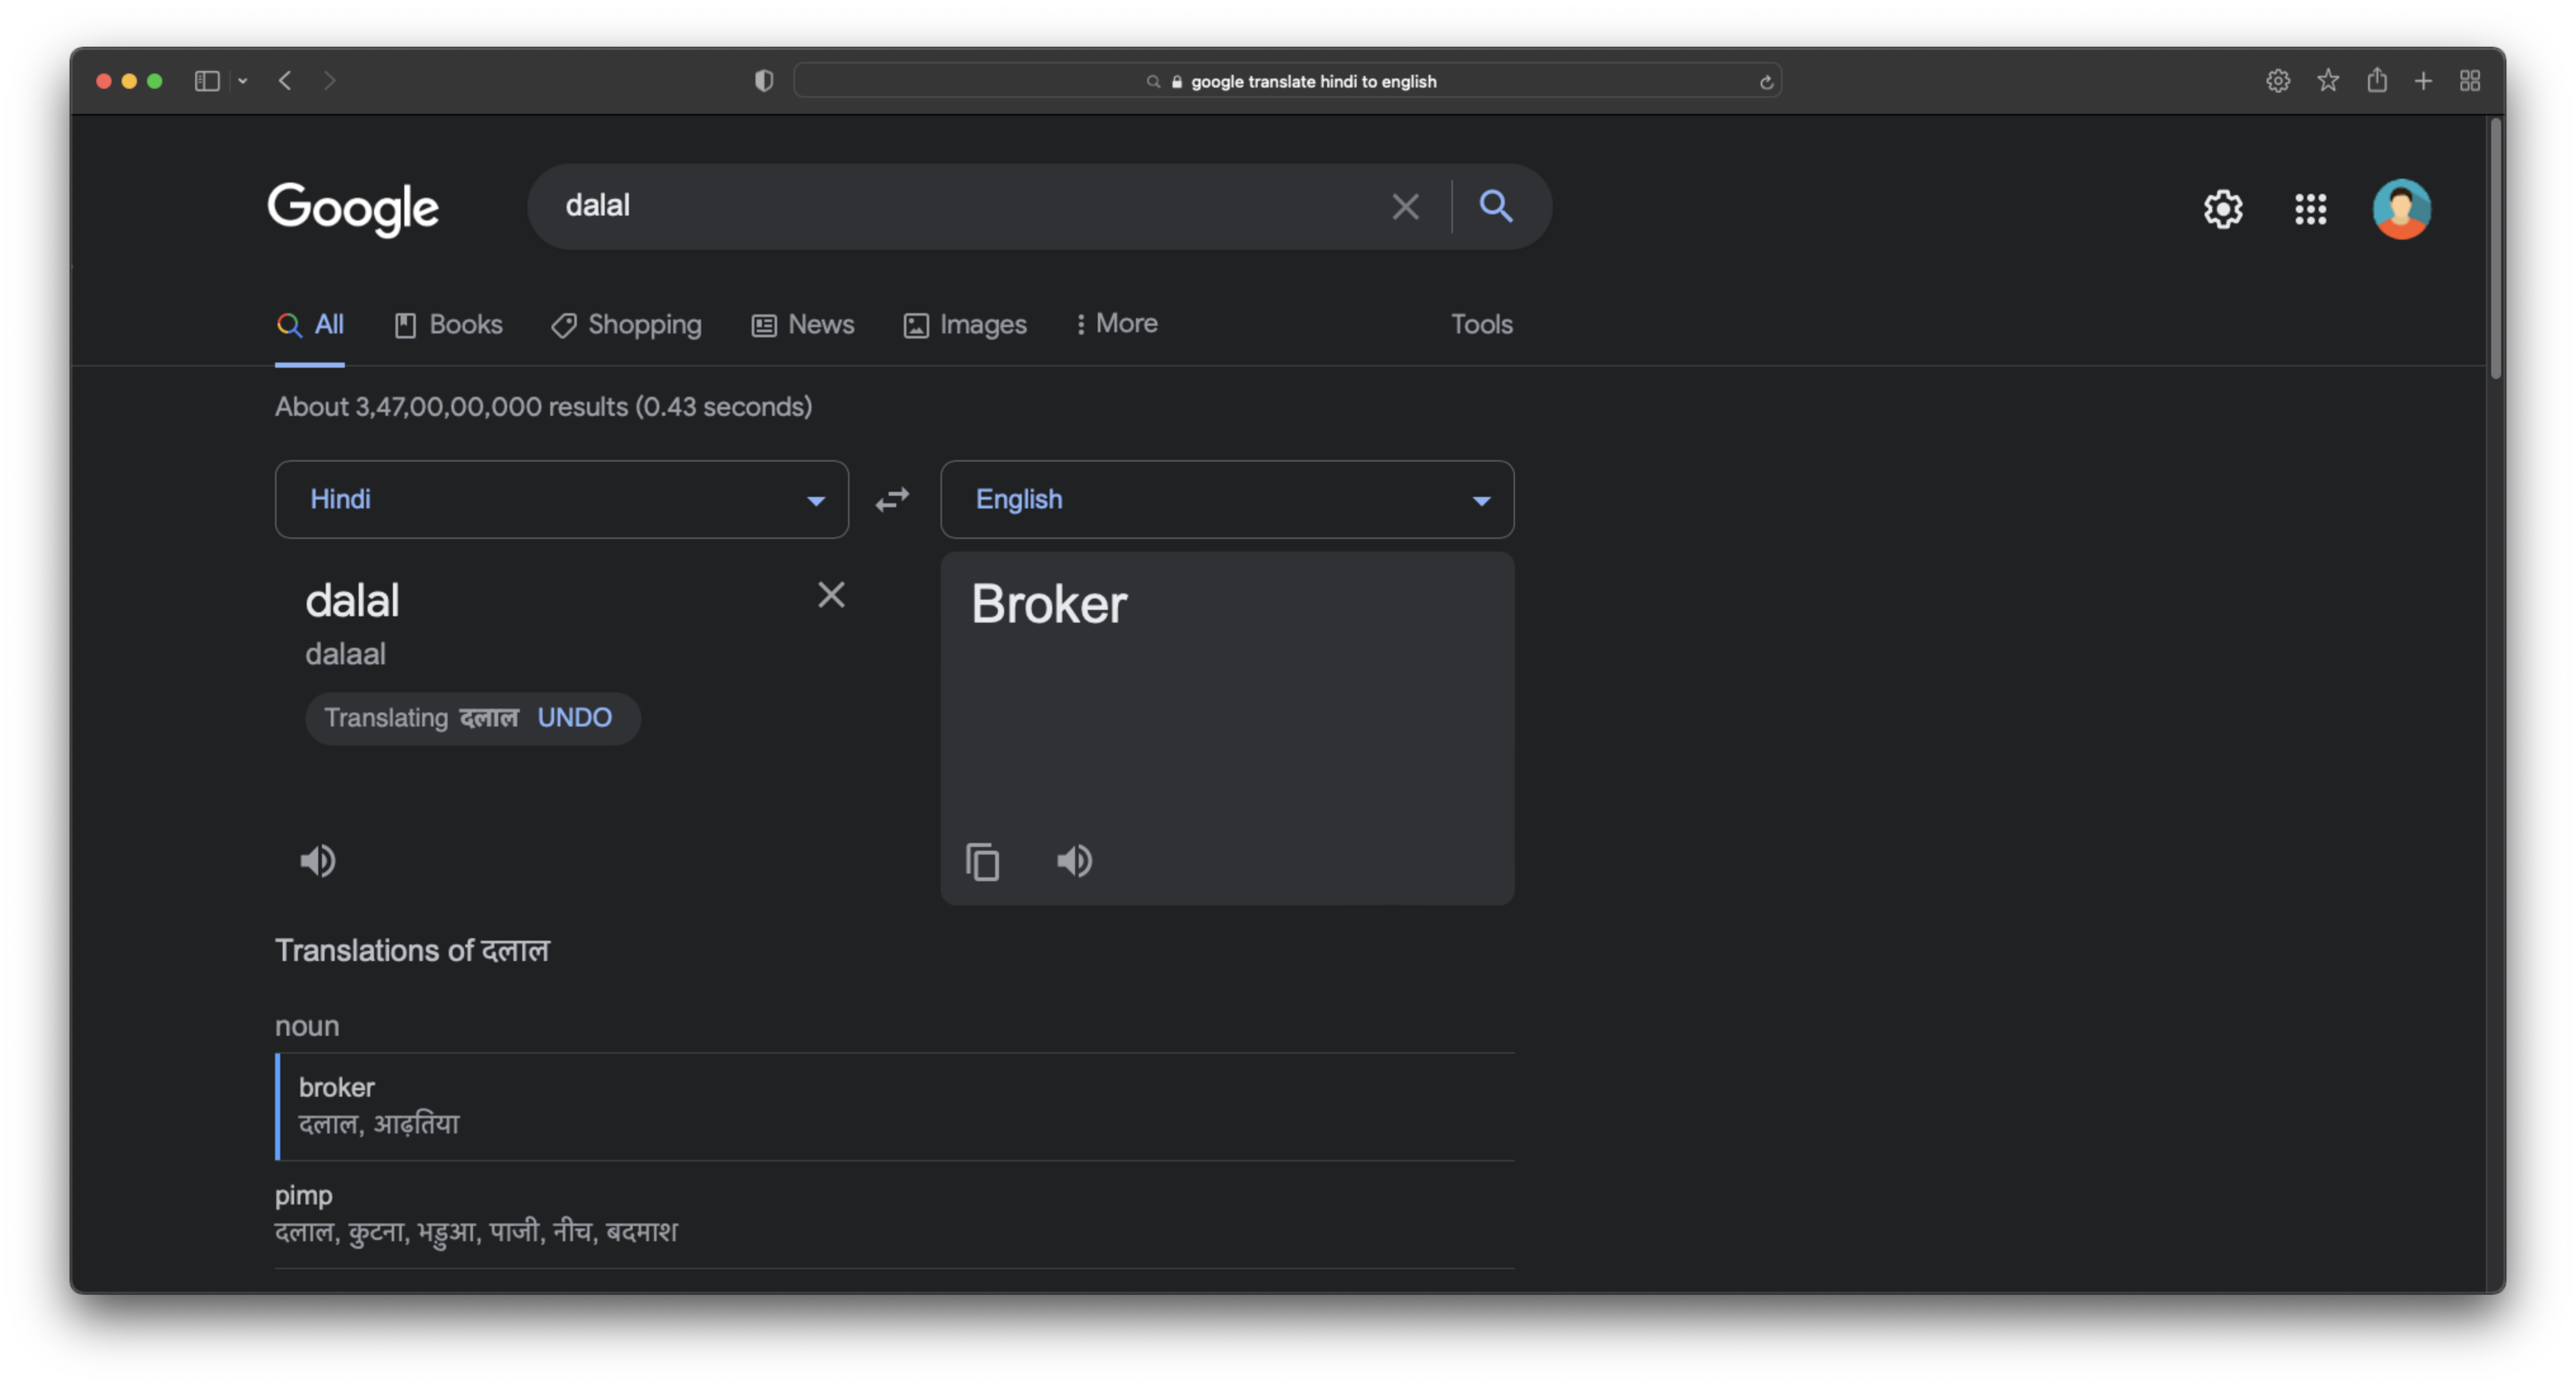 google translate hindi to english
Google
dalal
All Books Shopping News Images More Tools
About 3,47,00,00,000 results (0.43 seconds)
Hindi English
dalal
dalaal
Translating दलाल UNDO
Broker
Translations of दलाल
noun
broker
दलाल, आढ़तिया
pimp
दलाल, कुटना, भड़ुआ, पाजी, नीच, बदमाश